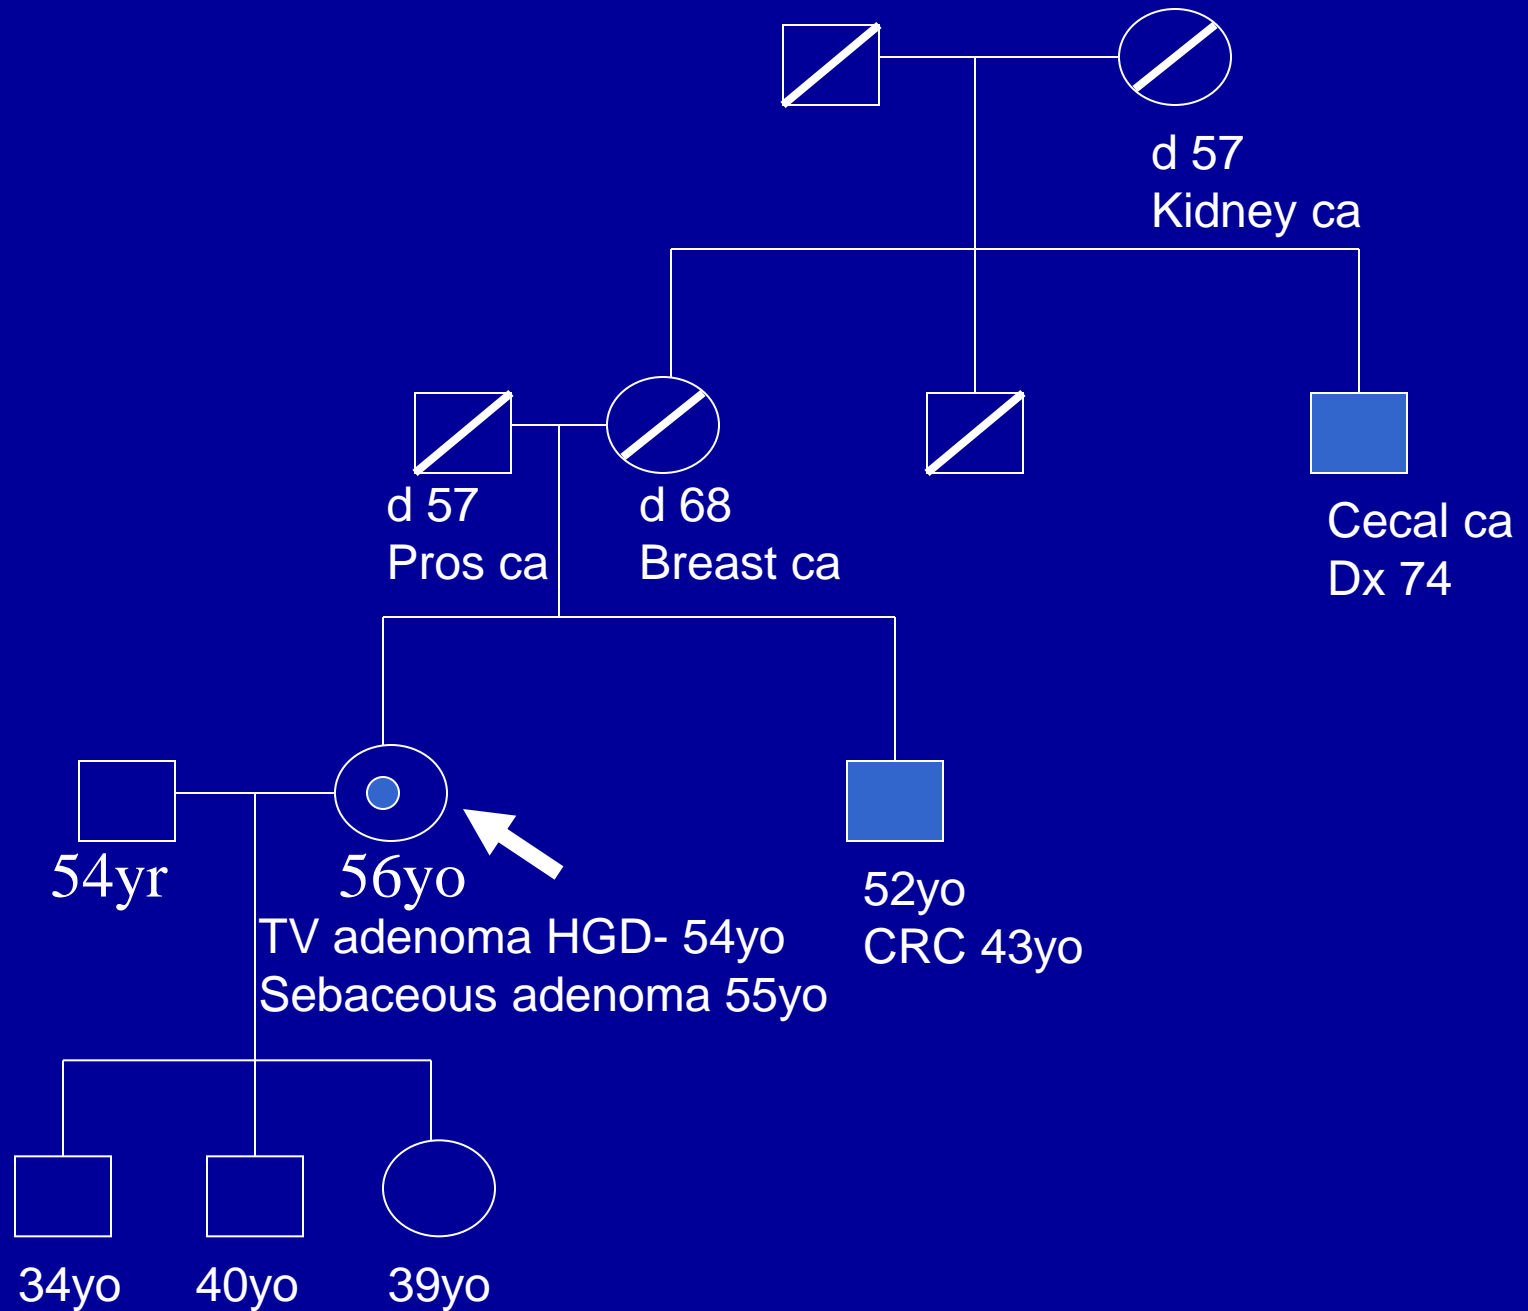 d 57
Kidney ca
d 57
Pros ca
d 68
Breast ca
Cecal ca
Dx 74
54yr
56yo
TV adenoma HGD- 54yo
Sebaceous adenoma 55yo
52yo
CRC 43yo
34yo
40yo
39yo